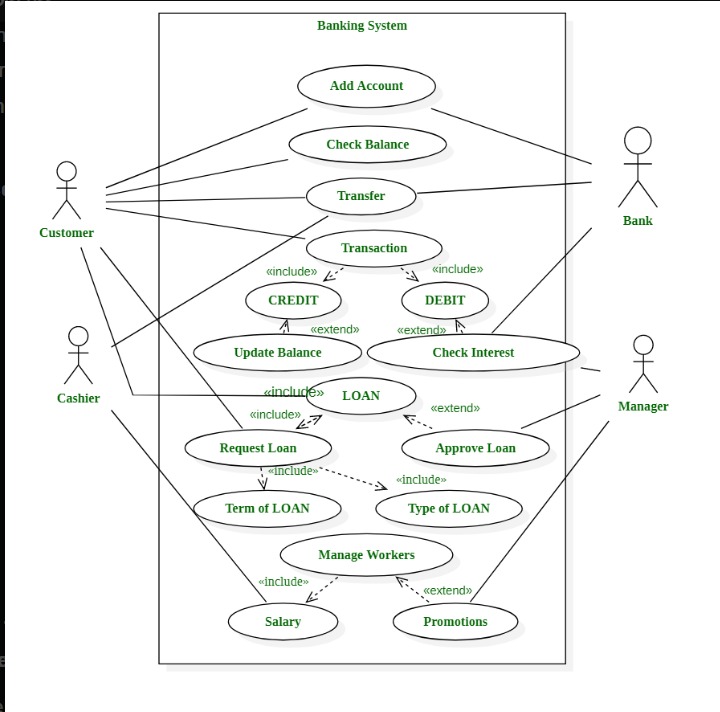 Banking System
Add Account
Check Balance
Transfer
Bank
Customer
Transaction
«include»
«include»
CREDIT
DEBIT
«extend»
«extend»
Update Balance
Check Interest
Cashier
«include»
LOAN
Manager
«include»
«extend»
Request Loan
Approve Loan
«include»
«include»
Term of LOAN
Type of LOAN
Manage Workers
«include»
«extend»
Salary
Promotions